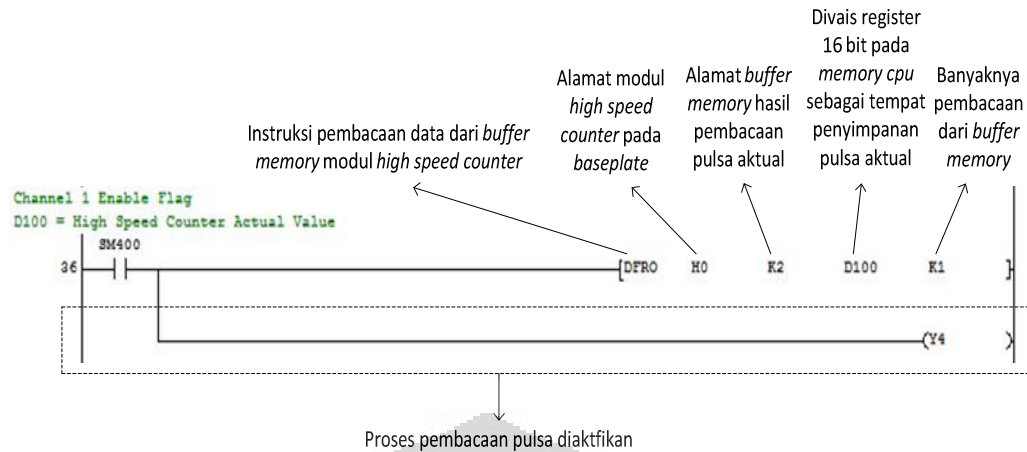 Divais register
16 bit pada
memory cpu
sebagai tempat
penyimpanan
pulsa aktual
Alamat modul
high speed
counter pada
baseplate
Alamat buffer
memory hasil
pembacaan
pulsa aktual
Banyaknya
pembacaan
dari buffer
memory
Instruksi pembacaan data dari buffer
memory modul high speed counter
Channel 1 Enable Flag
D100 = High Speed Counter Actual Value
SM400
36 [DFRO H0 K2 D100 K1 ]
(Y4 )
Proses pembacaan pulsa diaktfikan